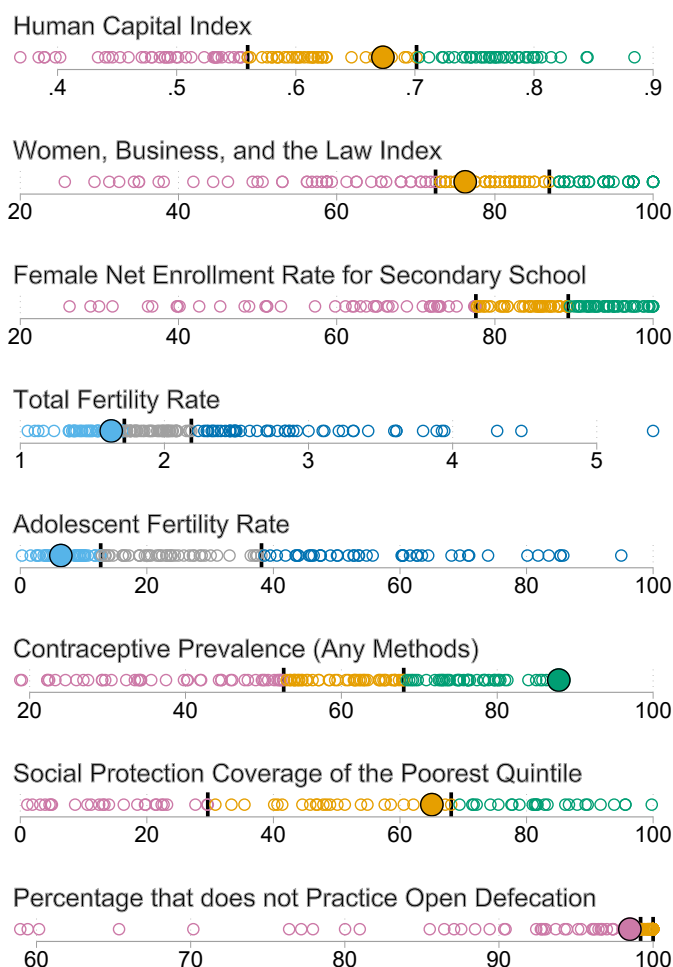 Human Capital Index
.4 .5 .6 .7 .8 .9
Women, Business, and the Law Index
20 40 60 80 100
Female Net Enrollment Rate for Secondary School
20 40 60 80 100
Total Fertility Rate
1 2 3 4 5
Adolescent Fertility Rate
0 20 40 60 80 100
Contraceptive Prevalence (Any Methods)
20 40 60 80 100
Social Protection Coverage of the Poorest Quintile
0 20 40 60 80 100
Percentage that does not Practice Open Defecation
60 70 80 90 100